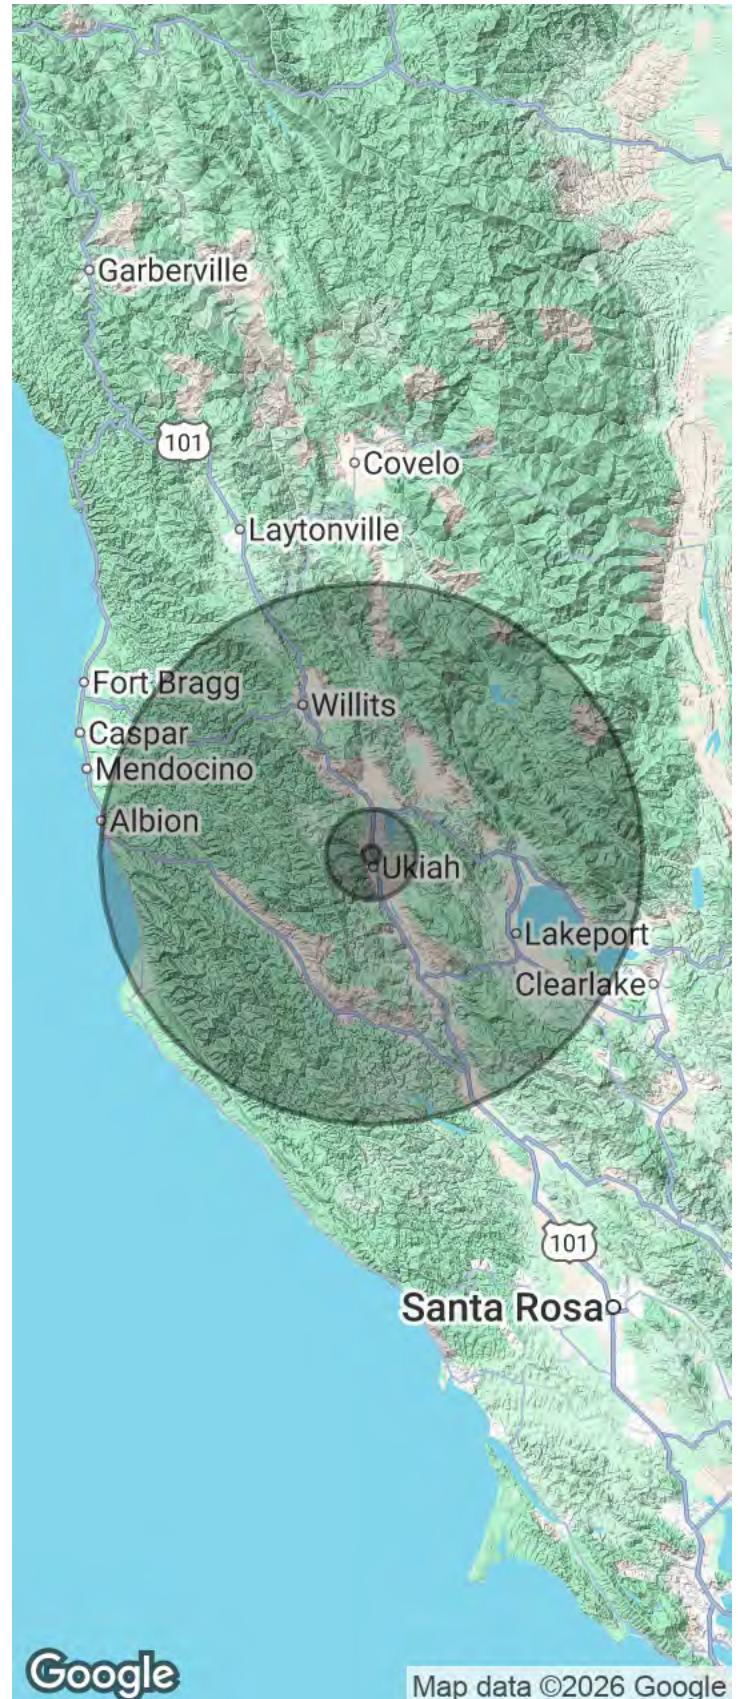 Garberville
101
Covelo
Laytonville
Fort Bragg
Willits
Caspar
Mendocino
Albion
Ukiah
Lakeport
Clearlake
101
Santa Rosa
Google
Map data ©2026 Google